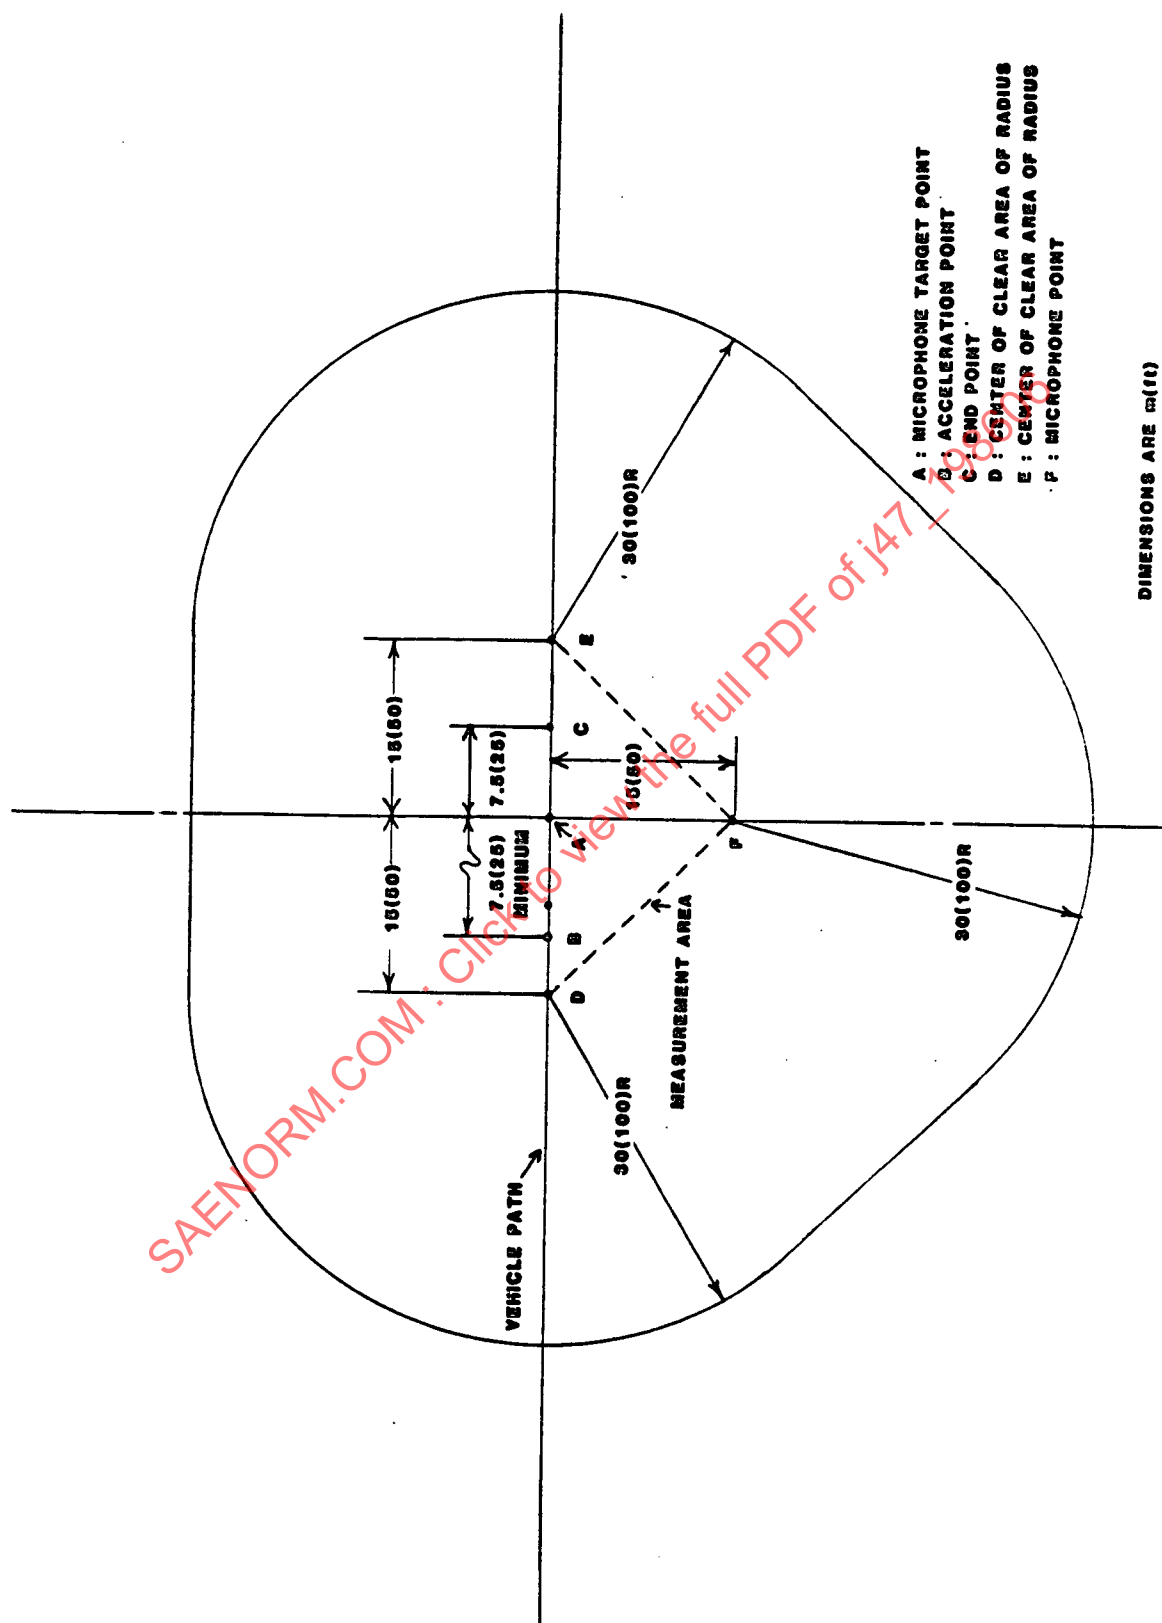 15(50)
15(50)
7.5(25)
MINIMUM
7.5(25)
VEHICLE PATH
D
B
A
C
E
15(50)
F
MEASUREMENT AREA
30(100)R
30(100)R
30(100)R
A : MICROPHONE TARGET POINT
B : ACCELERATION POINT
C : END POINT
D : CENTER OF CLEAR AREA OF RADIUS
E : CENTER OF CLEAR AREA OF RADIUS
F : MICROPHONE POINT
DIMENSIONS ARE m(ft)
SAENORM.COM : Click to view the full PDF of j47_198606